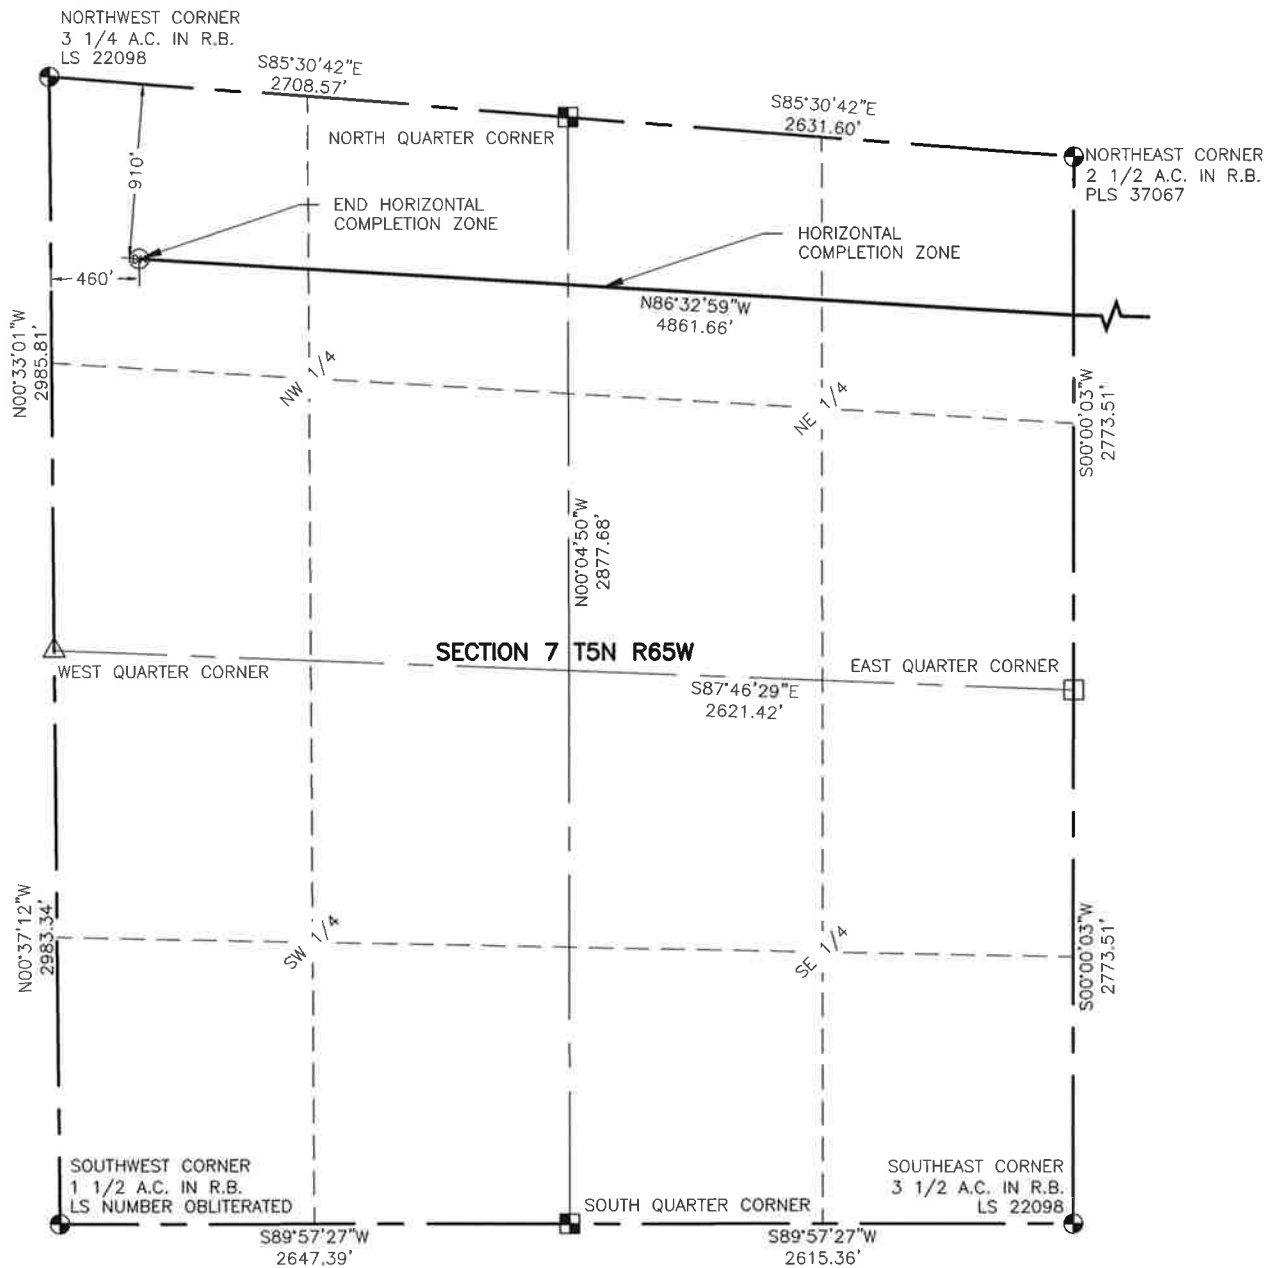 NORTHWEST CORNER
3 1/4 A.C. IN R.B.
LS 22098
S85°30'42"E
2708.57'
S85°30'42"E
2631.60'
NORTH QUARTER CORNER
NORTHEAST CORNER
2 1/2 A.C. IN R.B.
PLS 37067
910'
END HORIZONTAL
COMPLETION ZONE
HORIZONTAL
COMPLETION ZONE
460'
N86°32'59"W
4861.66'
N00°33'01"W
2985.81'
NW 1/4
NE 1/4
S00°00'03"W
2773.51'
N00°04'50"W
2877.68'
SECTION 7 T5N R65W
WEST QUARTER CORNER
EAST QUARTER CORNER
S87°46'29"E
2621.42'
N00°37'12"W
2983.34'
SW 1/4
SE 1/4
S00°00'03"W
2773.51'
SOUTHWEST CORNER
1 1/2 A.C. IN R.B.
LS NUMBER OBLITERATED
SOUTH QUARTER CORNER
SOUTHEAST CORNER
3 1/2 A.C. IN R.B.
LS 22098
S89°57'27"W
2647.39'
S89°57'27"W
2615.36'